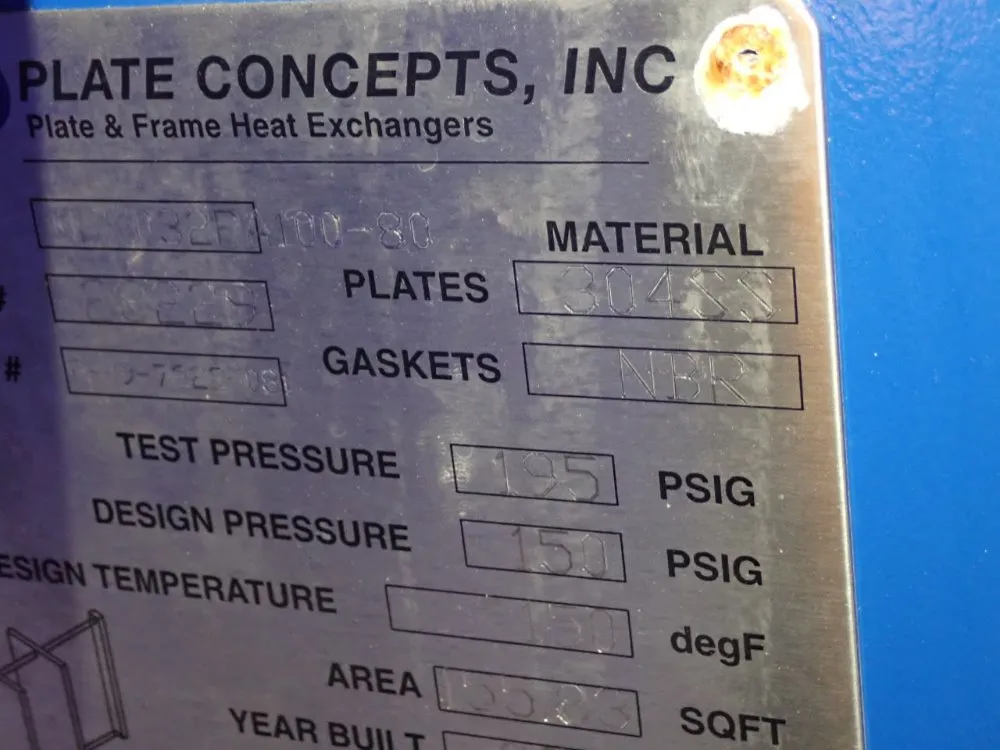 PLATE CONCEPTS, INC
Plate & Frame Heat Exchangers
MATERIAL
PLATES 304SS
#
GASKETS NBR
#
TEST PRESSURE 195 PSIG
DESIGN PRESSURE 150 PSIG
ESIGN TEMPERATURE 150 degF
AREA SQFT
YEAR BUILT